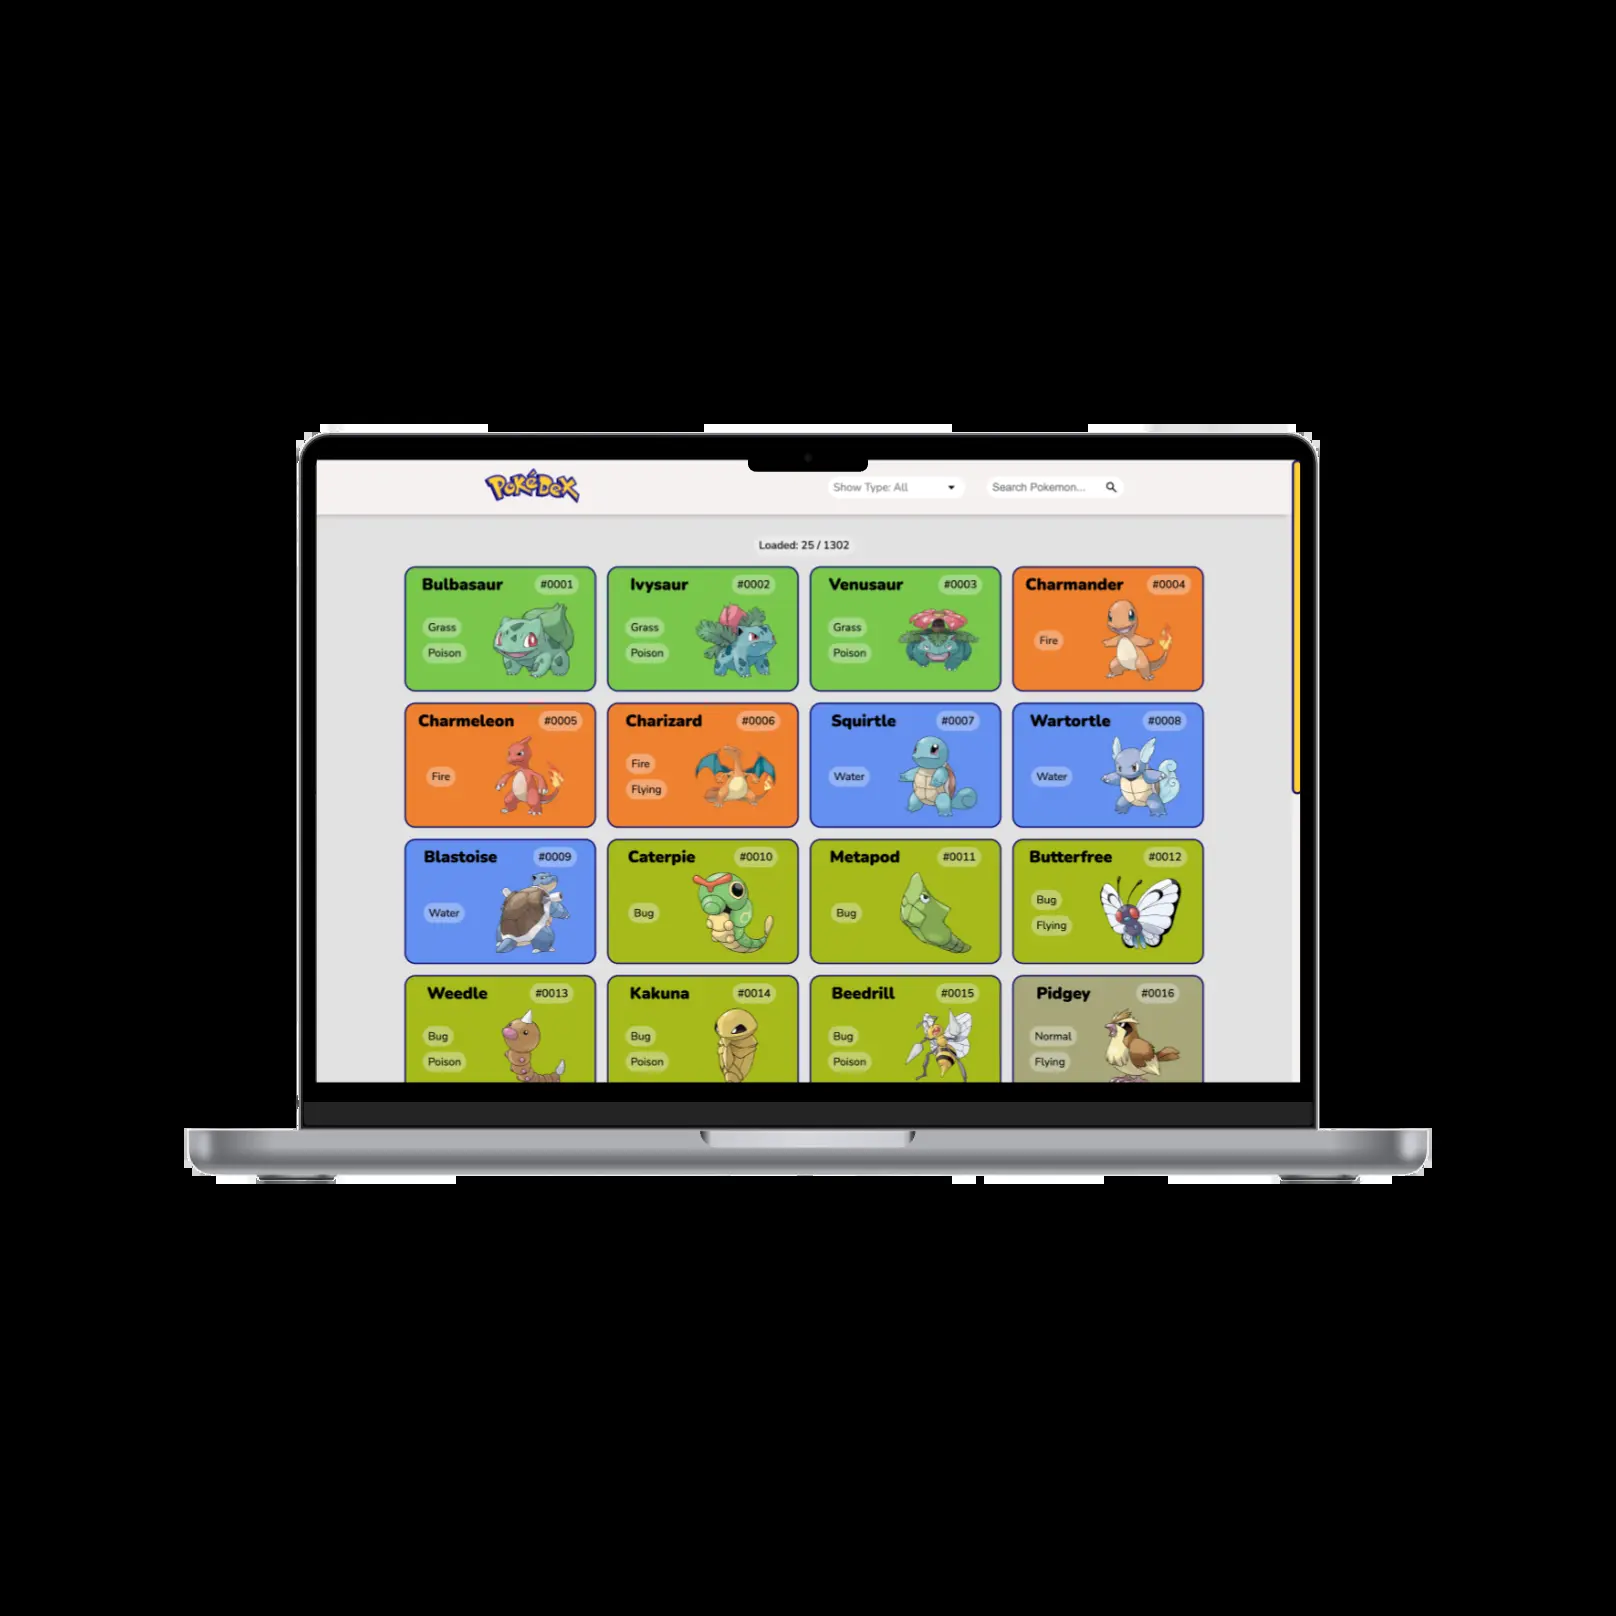 PoKéDeX
Show Type: All
Search Pokemon...
Loaded: 25 / 1302
Bulbasaur #0001
Grass
Poison
Ivysaur #0002
Grass
Poison
Venusaur #0003
Grass
Poison
Charmander #0004
Fire
Charmeleon #0005
Fire
Charizard #0006
Fire
Flying
Squirtle #0007
Water
Wartortle #0008
Water
Blastoise #0009
Water
Caterpie #0010
Bug
Metapod #0011
Bug
Butterfree #0012
Bug
Flying
Weedle #0013
Bug
Poison
Kakuna #0014
Bug
Poison
Beedrill #0015
Bug
Poison
Pidgey #0016
Normal
Flying